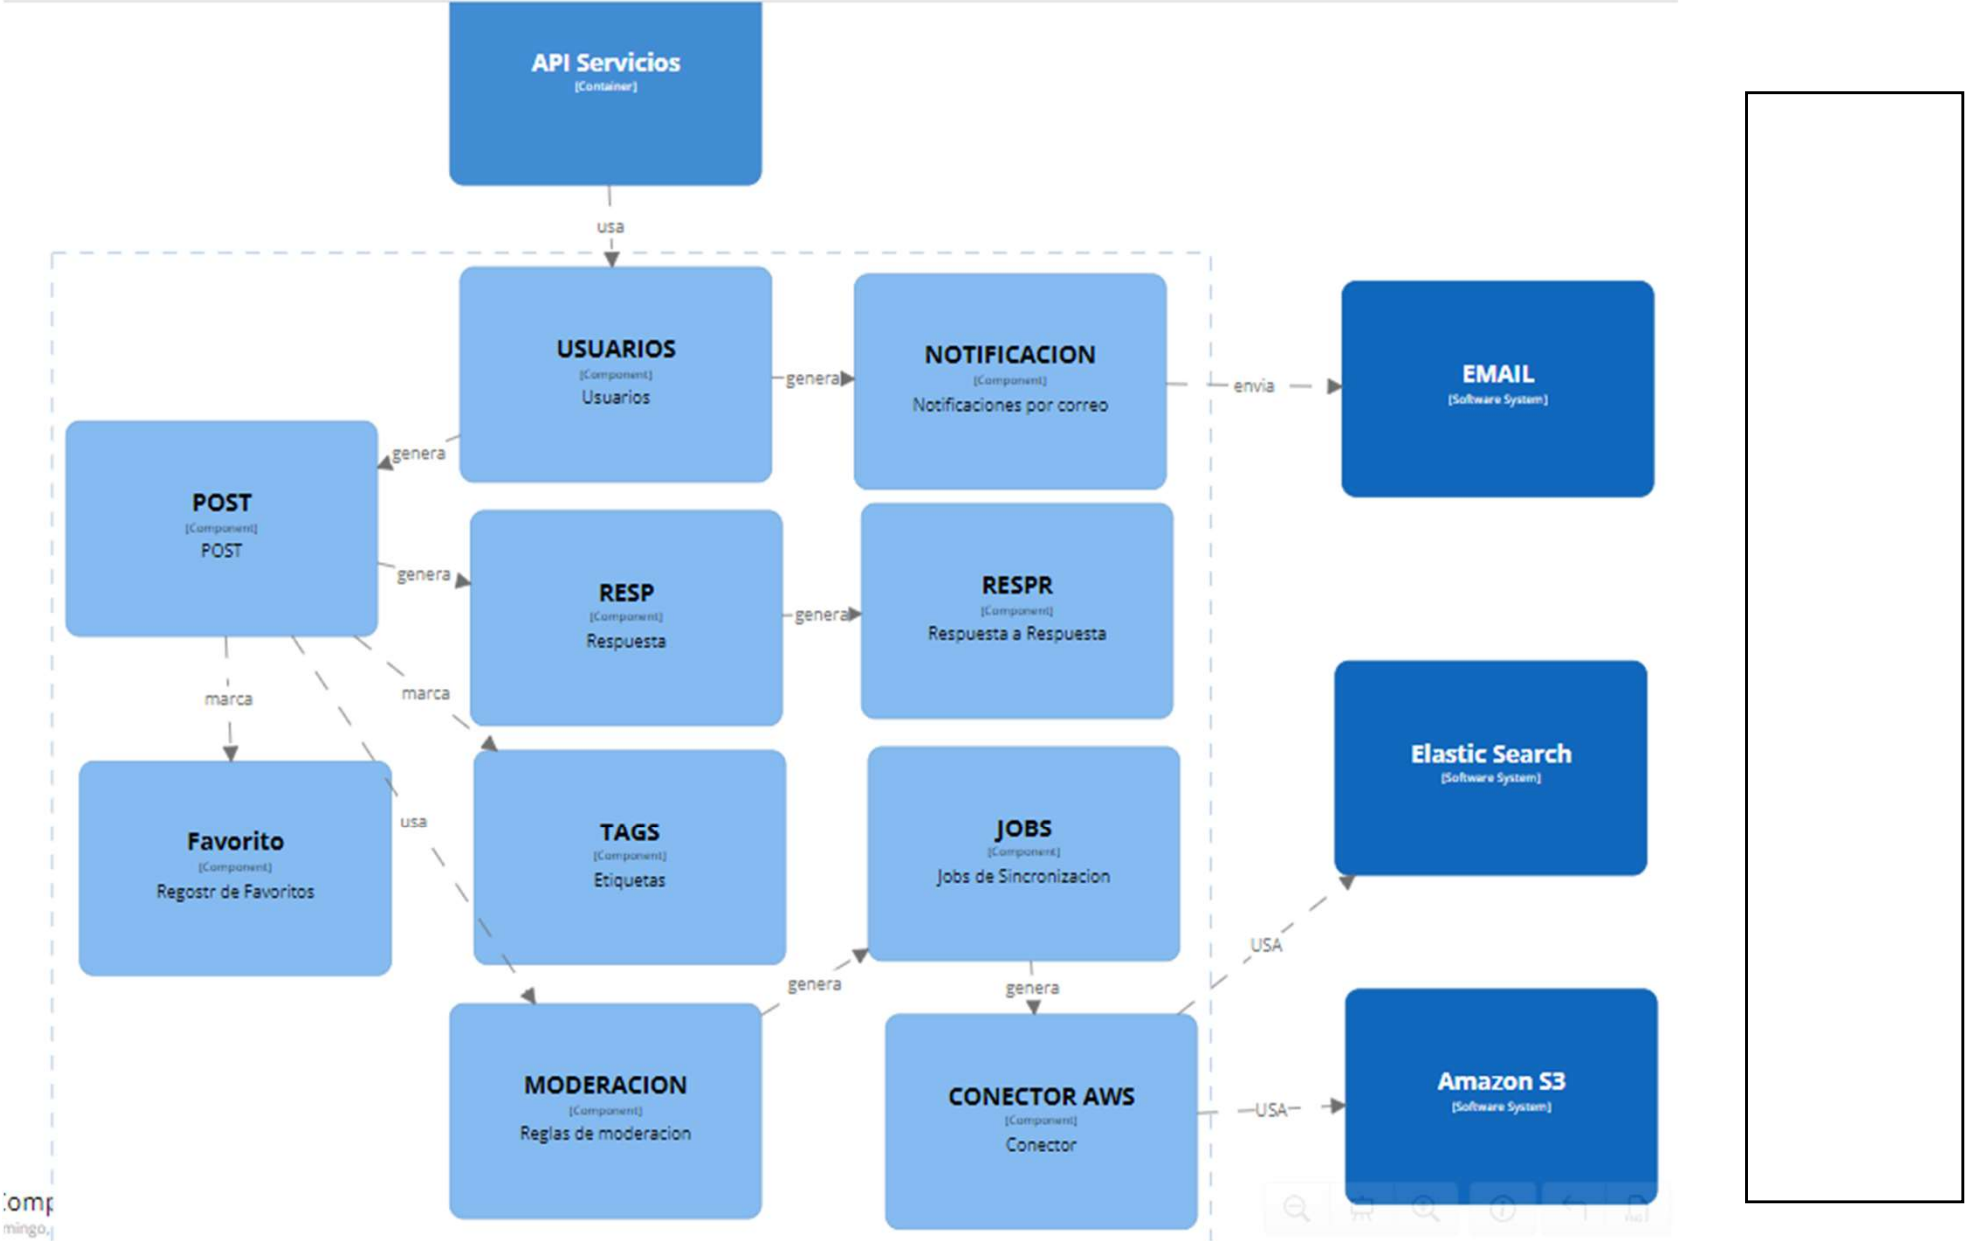 API Servicios
[Container]
usa
USUARIOS
[Component]
Usuarios
genera
NOTIFICACION
[Component]
Notificaciones por correo
envia
EMAIL
[Software System]
genera
POST
[Component]
POST
genera
RESP
[Component]
Respuesta
genera
RESPR
[Component]
Respuesta a Respuesta
marca
marca
Favorito
[Component]
Regostr de Favoritos
usa
TAGS
[Component]
Etiquetas
JOBS
[Component]
Jobs de Sincronizacion
Elastic Search
[Software System]
genera
genera
USA
MODERACION
[Component]
Reglas de moderacion
CONECTOR AWS
[Component]
Conector
USA
Amazon S3
[Software System]